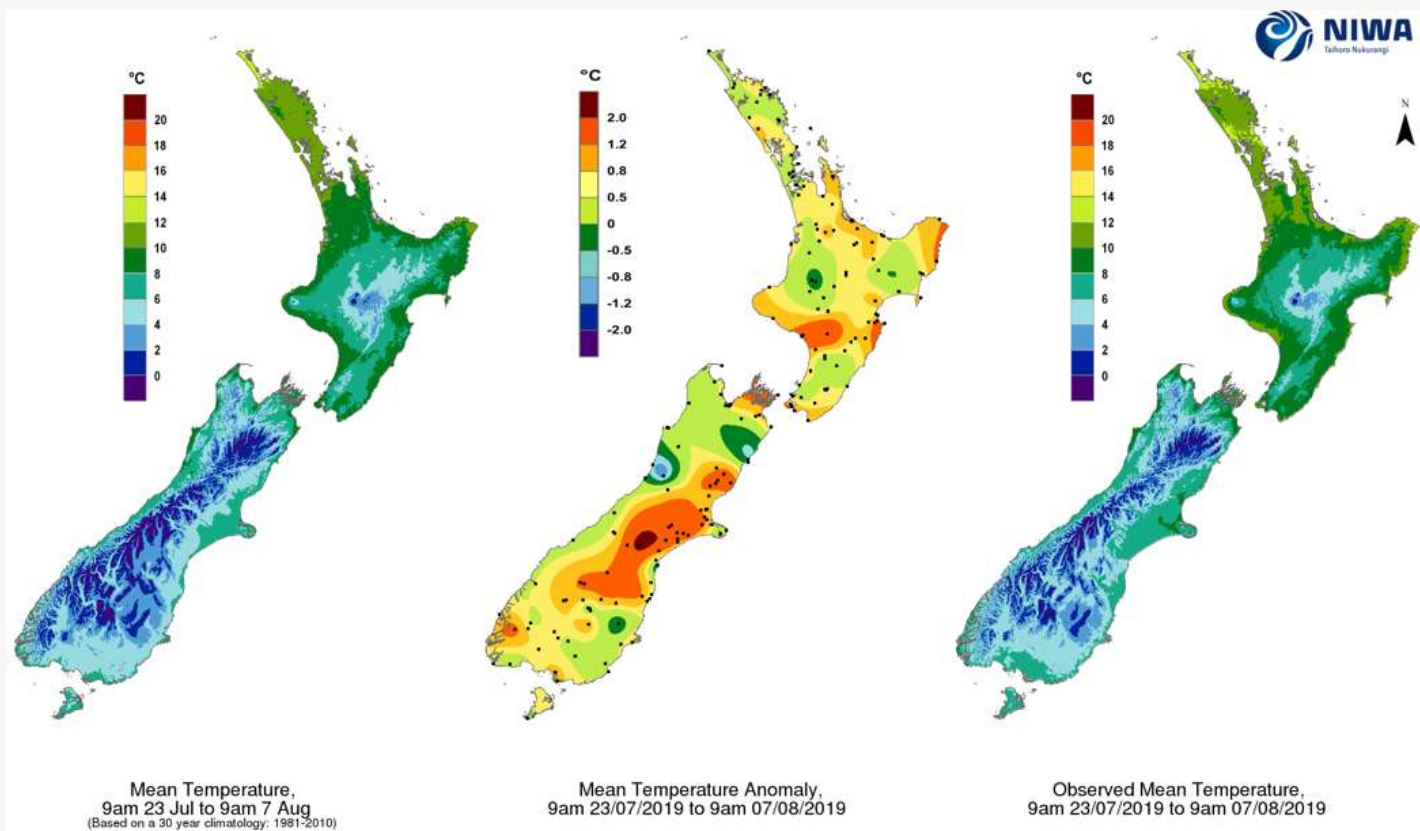 NIWA
Taihoro Nukurangi
°C
20
18
16
14
12
10
8
6
4
2
0
°C
2.0
1.2
0.8
0.5
0
-0.5
-0.8
-1.2
-2.0
°C
20
18
16
14
12
10
8
6
4
2
0
N
Mean Temperature,
9am 23 Jul to 9am 7 Aug
(Based on a 30 year climatology: 1981-2010)
Mean Temperature Anomaly,
9am 23/07/2019 to 9am 07/08/2019
Observed Mean Temperature,
9am 23/07/2019 to 9am 07/08/2019